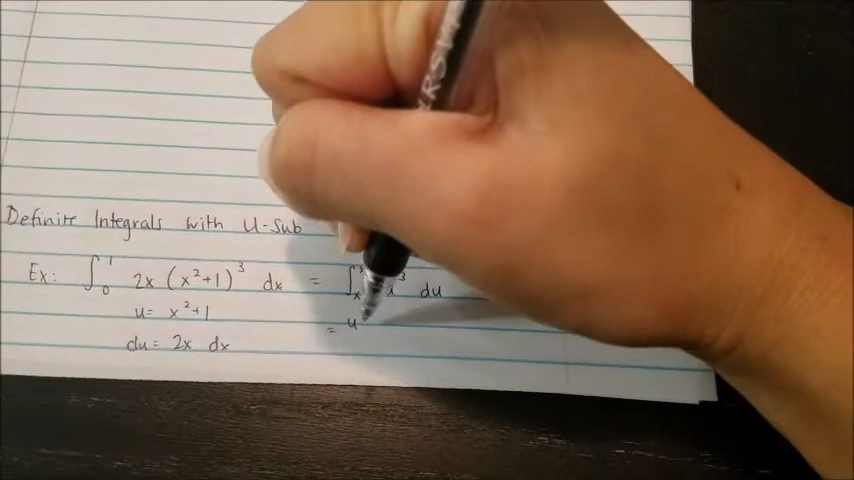 Definite Integrals with U-Sub
Ex: ∫₀¹ 2x (x²+1)³ dx = ∫ₓ u³ du
u = x²+1
= u
du = 2x dx